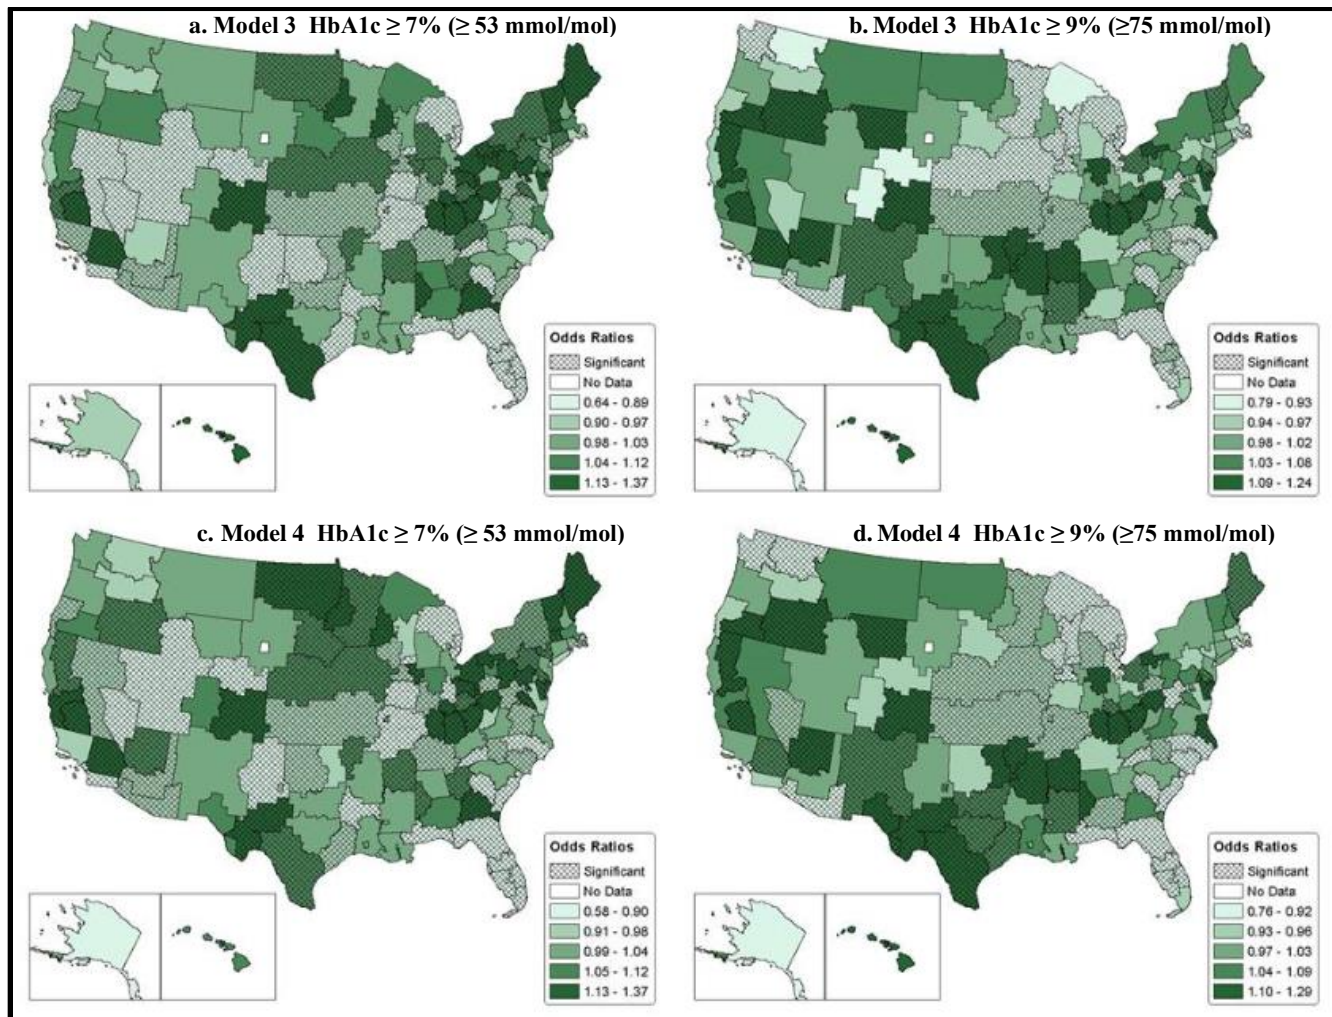 a. Model 3 HbA1c ≥ 7% (≥ 53 mmol/mol)
b. Model 3 HbA1c ≥ 9% (≥75 mmol/mol)
Odds Ratios
Significant
No Data
0.64 - 0.89
0.90 - 0.97
0.98 - 1.03
1.04 - 1.12
1.13 - 1.37
Odds Ratios
Significant
No Data
0.79 - 0.93
0.94 - 0.97
0.98 - 1.02
1.03 - 1.08
1.09 - 1.24
c. Model 4 HbA1c ≥ 7% (≥ 53 mmol/mol)
d. Model 4 HbA1c ≥ 9% (≥75 mmol/mol)
Odds Ratios
Significant
No Data
0.58 - 0.90
0.91 - 0.98
0.99 - 1.04
1.05 - 1.12
1.13 - 1.37
Odds Ratios
Significant
No Data
0.76 - 0.92
0.93 - 0.96
0.97 - 1.03
1.04 - 1.09
1.10 - 1.29